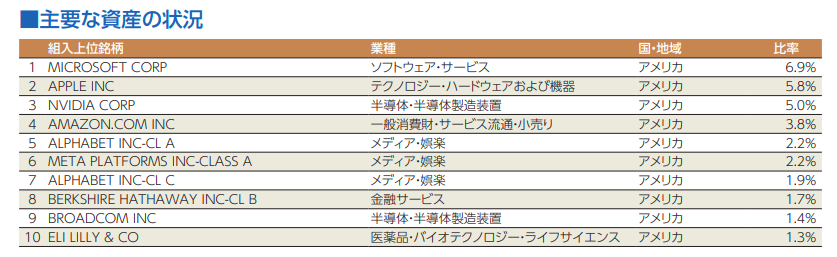 ■主要な資産の状況
組入上位銘柄 業種 国・地域 比率
1 MICROSOFT CORP ソフトウェア・サービス アメリカ 6.9%
2 APPLE INC テクノロジー・ハードウェアおよび機器 アメリカ 5.8%
3 NVIDIA CORP 半導体・半導体製造装置 アメリカ 5.0%
4 AMAZON.COM INC 一般消費財・サービス流通・小売り アメリカ 3.8%
5 ALPHABET INC-CL A メディア・娯楽 アメリカ 2.2%
6 META PLATFORMS INC-CLASS A メディア・娯楽 アメリカ 2.2%
7 ALPHABET INC-CL C メディア・娯楽 アメリカ 1.9%
8 BERKSHIRE HATHAWAY INC-CL B 金融サービス アメリカ 1.7%
9 BROADCOM INC 半導体・半導体製造装置 アメリカ 1.4%
10 ELI LILLY & CO 医薬品・バイオテクノロジー・ライフサイエンス アメリカ 1.3%